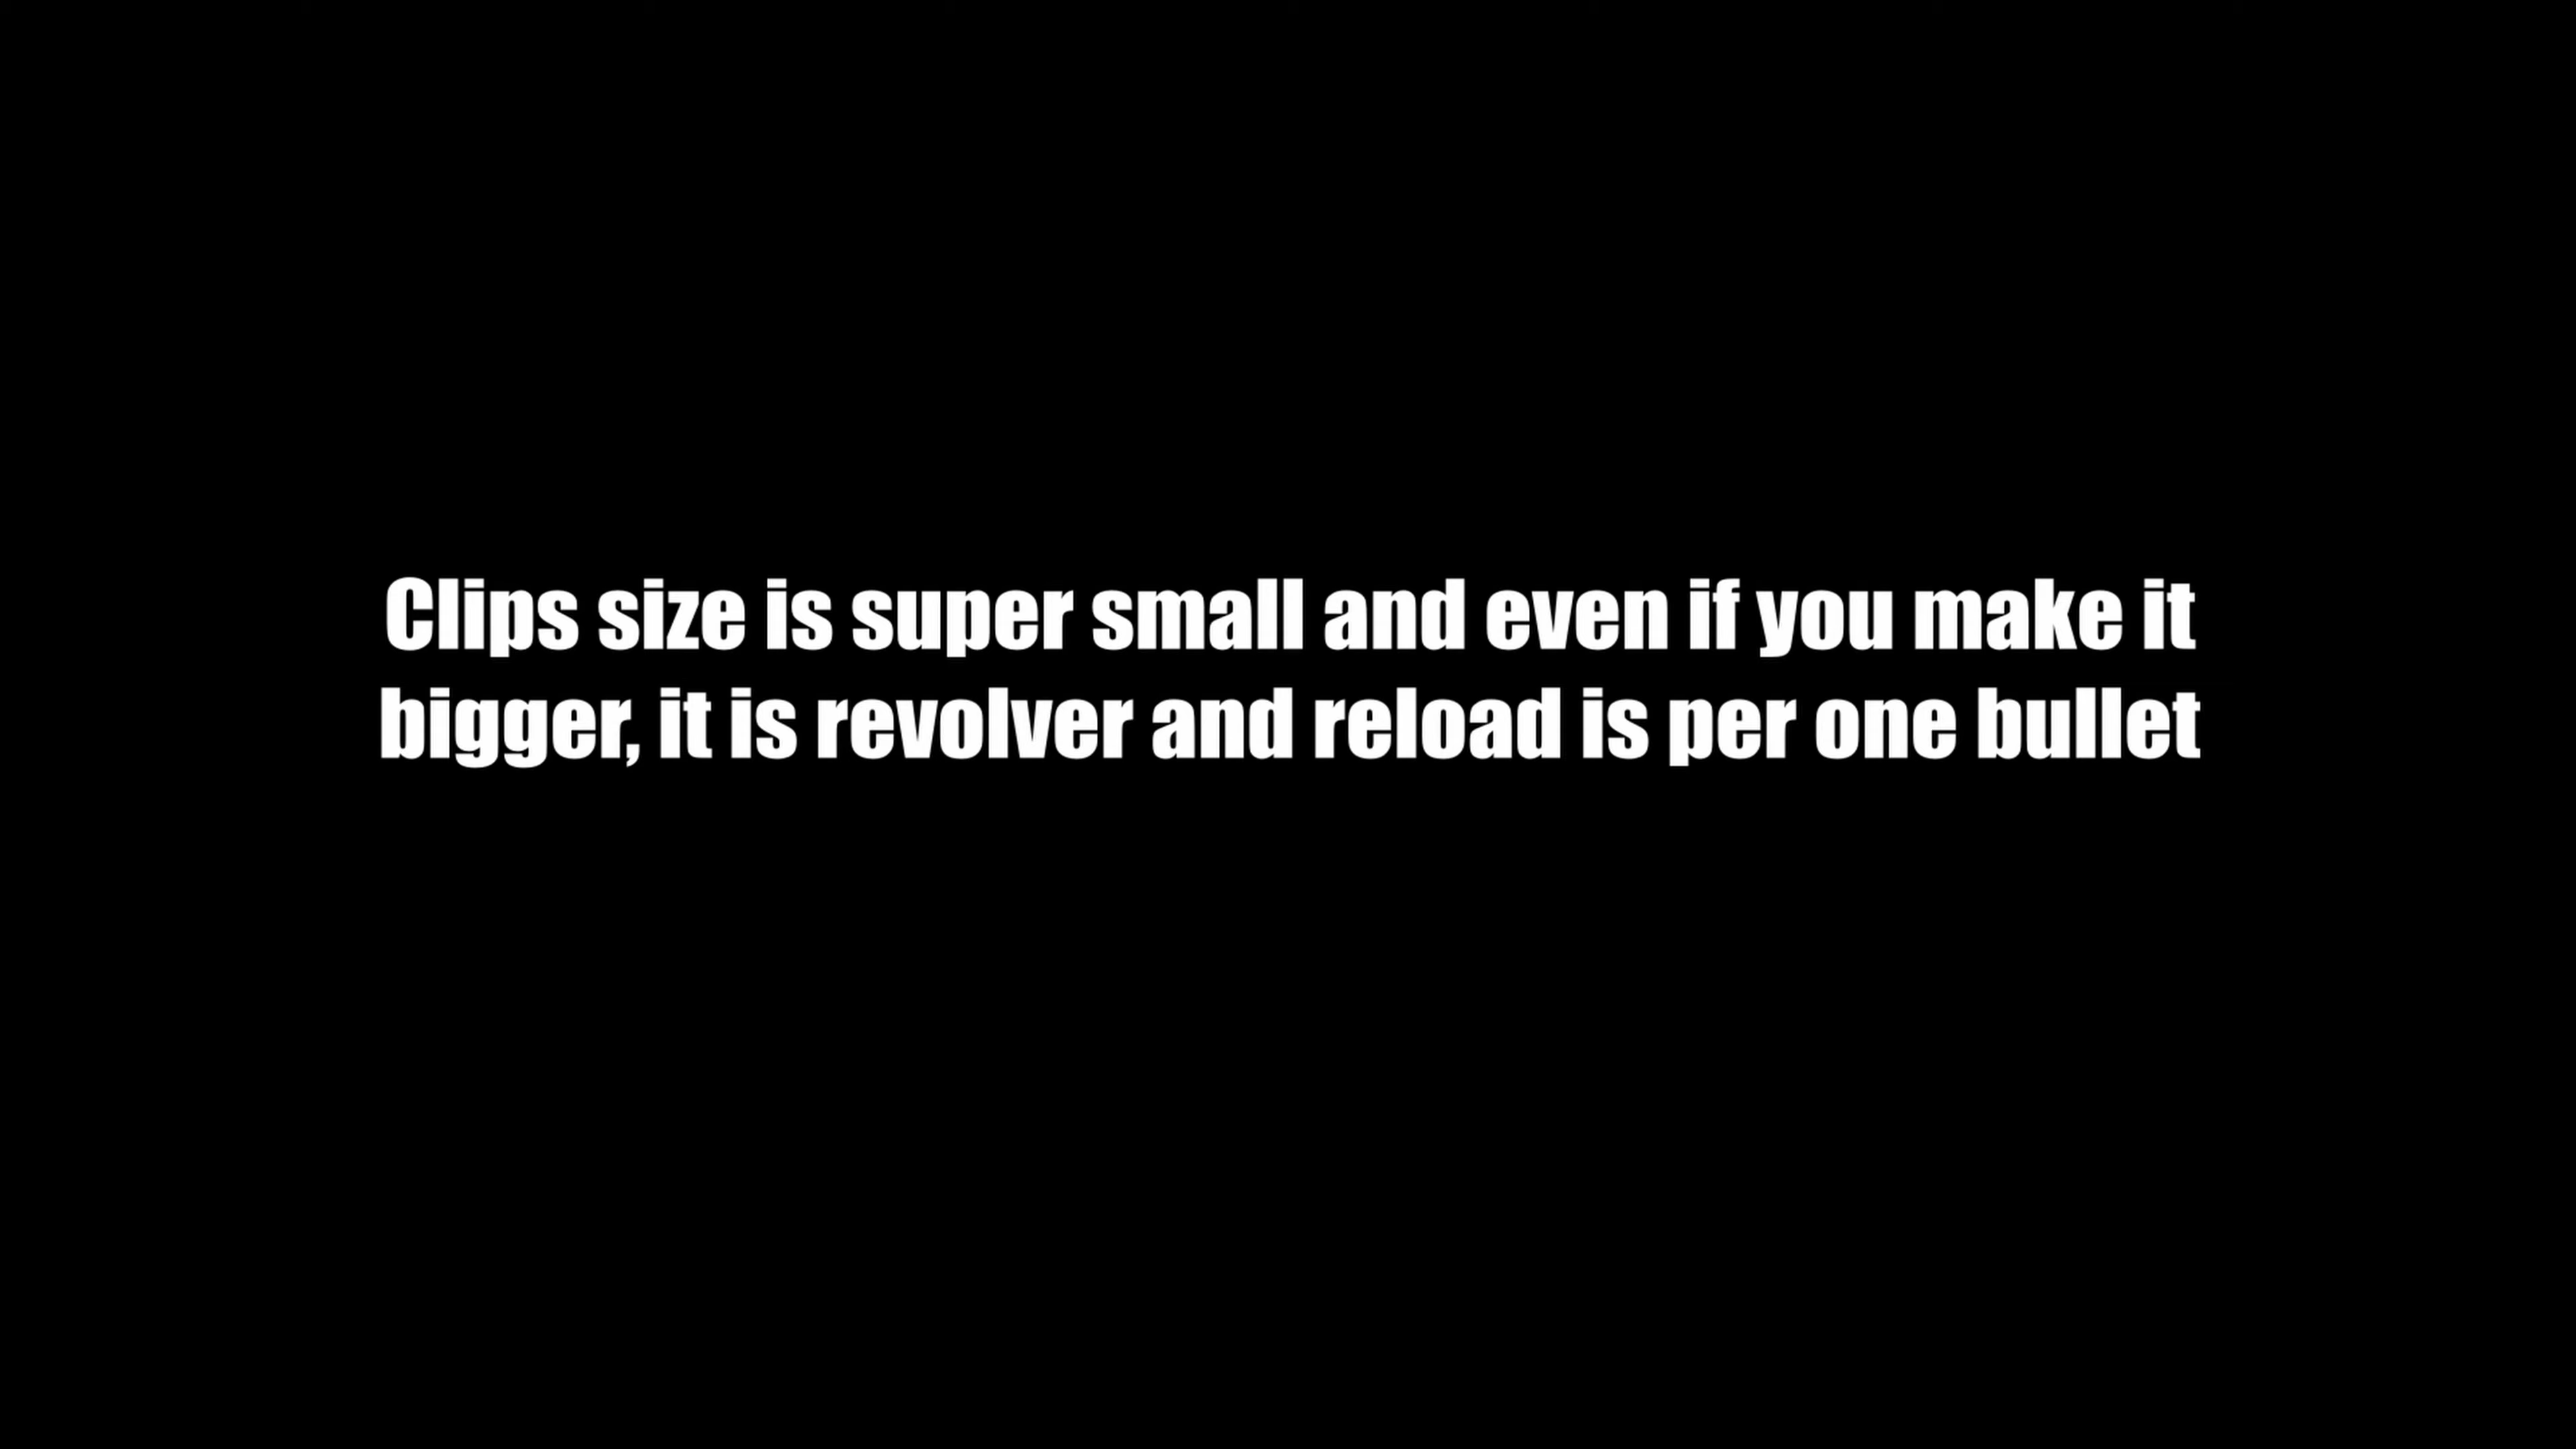 Clips size is super small and even if you make it
bigger, it is revolver and reload is per one bullet